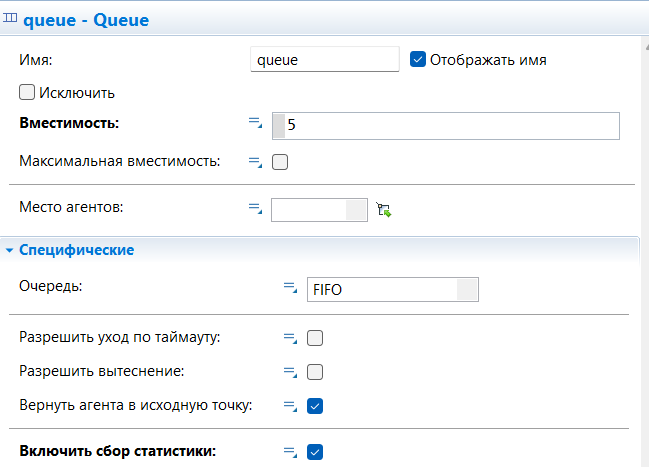 queue - Queue
Имя: queue Отображать имя
Исключить
Вместимость: 5
Максимальная вместимость:
Место агентов:
Специфические
Очередь: FIFO
Разрешить уход по таймауту:
Разрешить вытеснение:
Вернуть агента в исходную точку:
Включить сбор статистики: